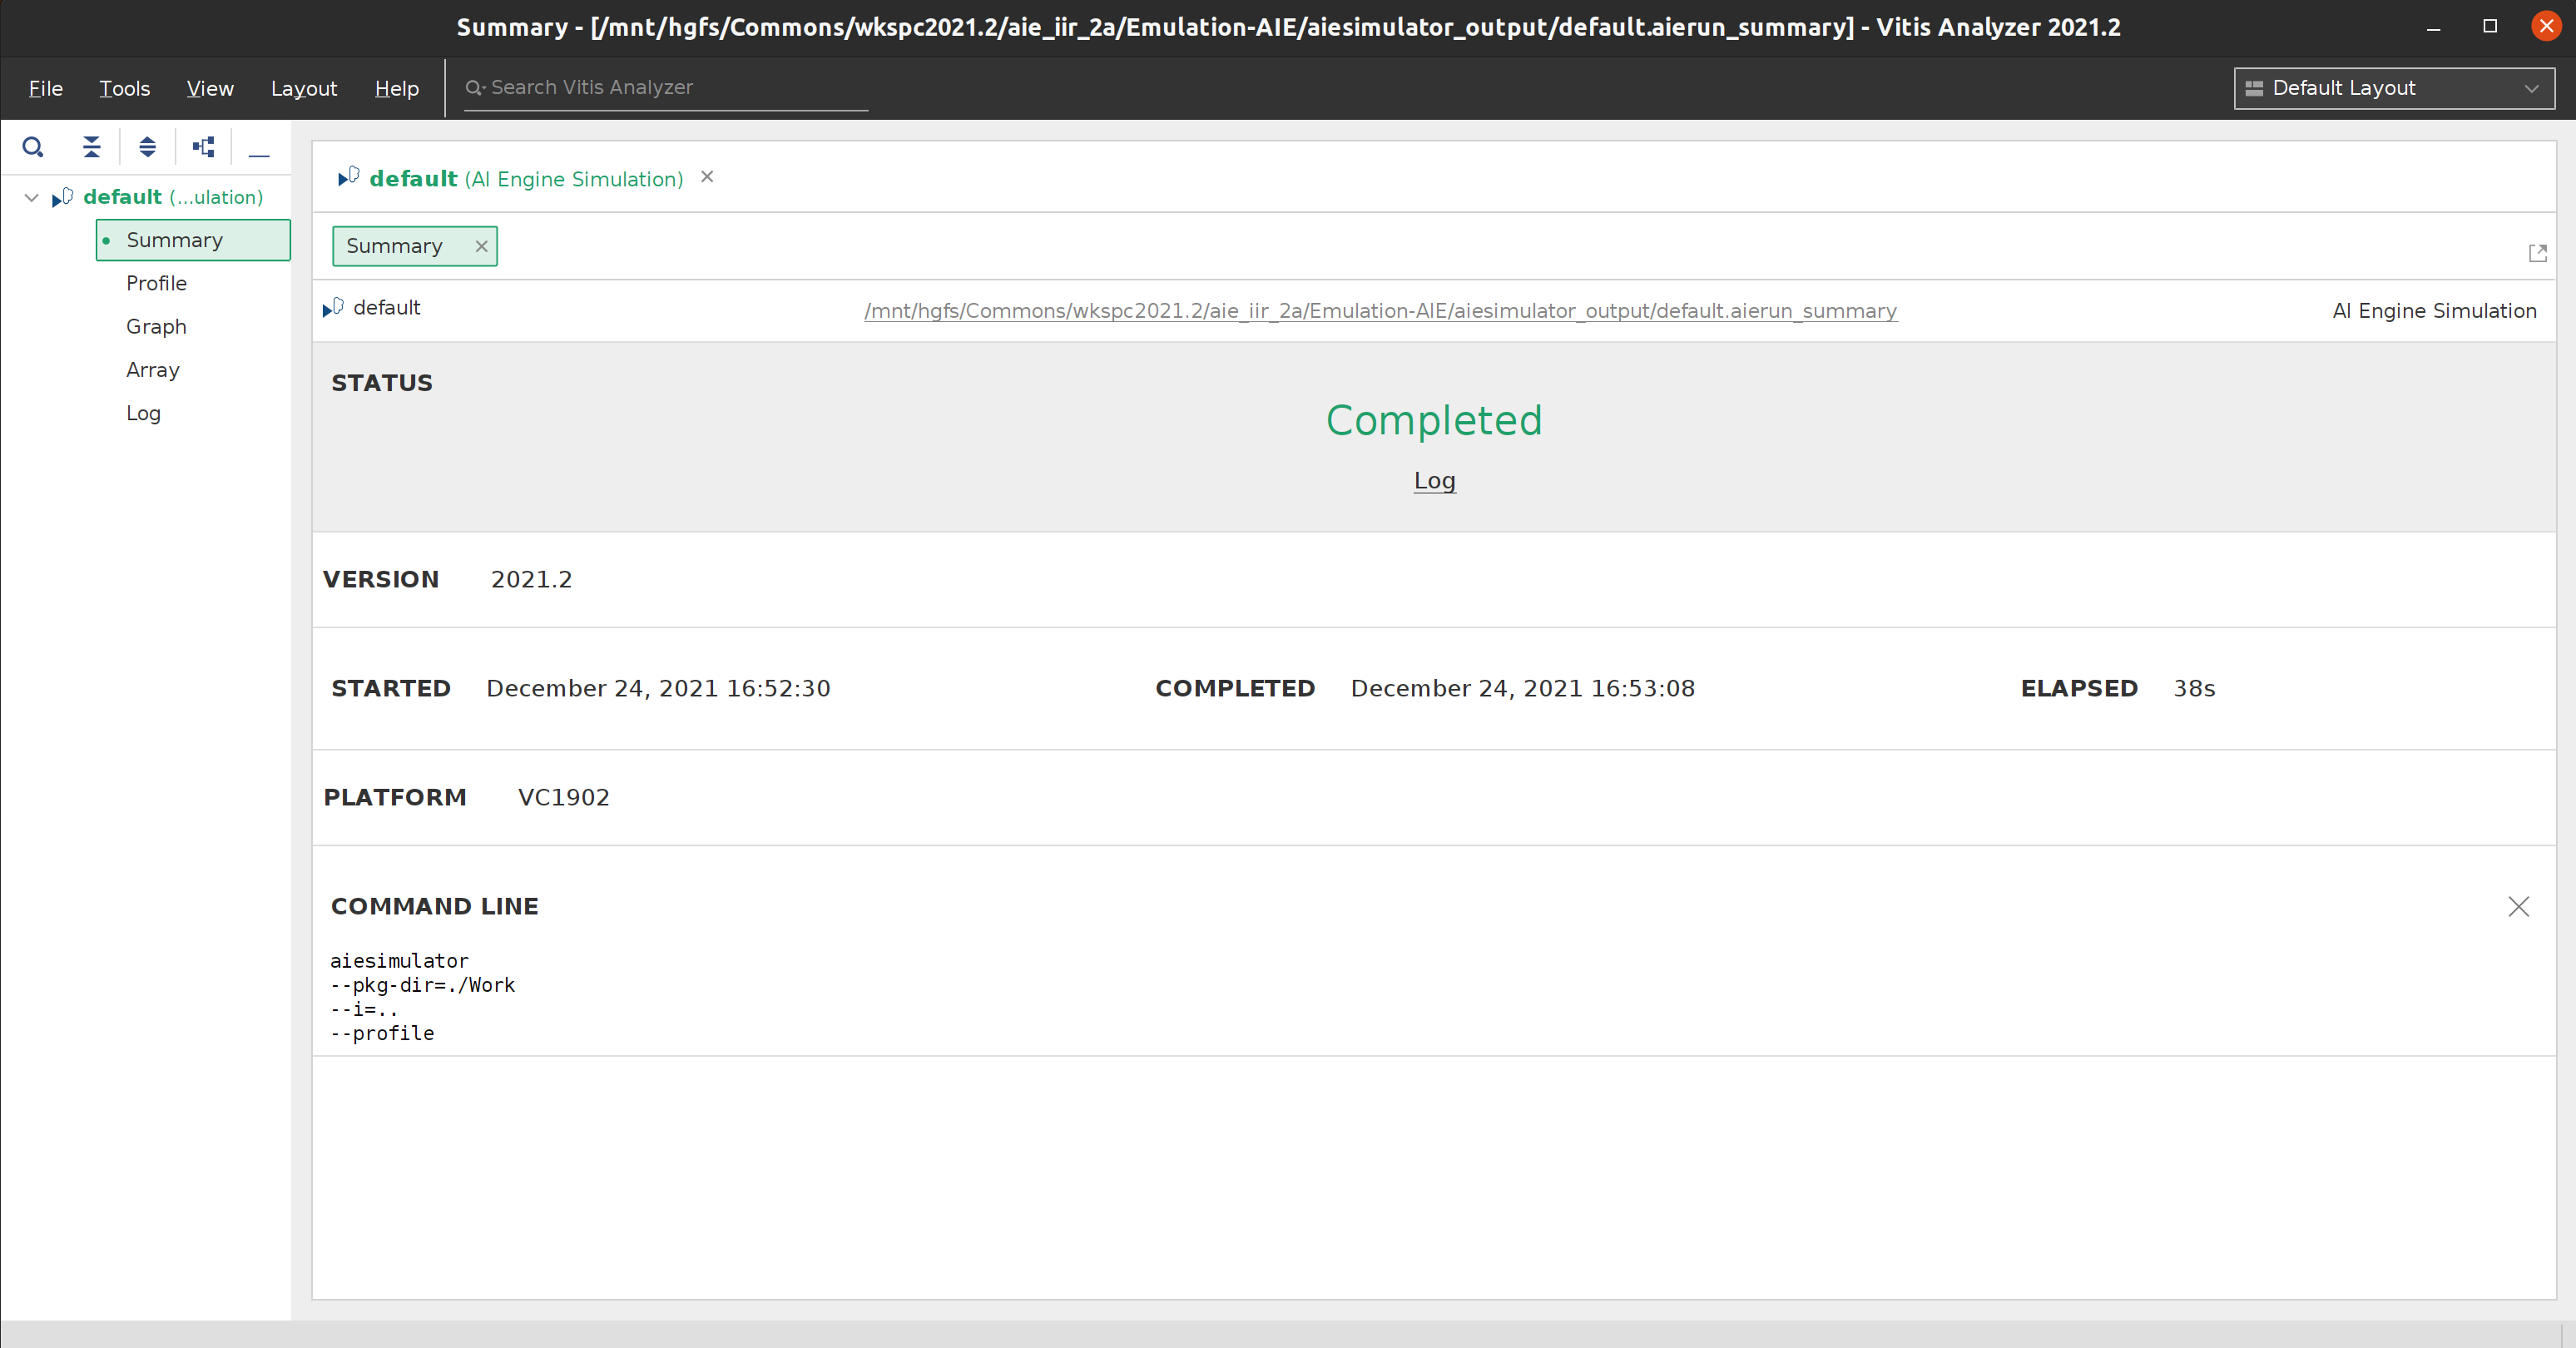 Summary - [/mnt/hgfs/Commons/wkspc2021.2/aie_iir_2a/Emulation-AIE/aiesimulator_output/default.aierun_summary] - Vitis Analyzer 2021.2
File Tools View Layout Help Search Vitis Analyzer Default Layout
default (...ulation)
Summary
Profile
Graph
Array
Log
default (AI Engine Simulation)
Summary
default /mnt/hgfs/Commons/wkspc2021.2/aie_iir_2a/Emulation-AIE/aiesimulator_output/default.aierun_summary AI Engine Simulation
STATUS
Completed
Log
VERSION 2021.2
STARTED December 24, 2021 16:52:30 COMPLETED December 24, 2021 16:53:08 ELAPSED 38s
PLATFORM VC1902
COMMAND LINE
aiesimulator
--pkg-dir=./Work
--i=..
--profile